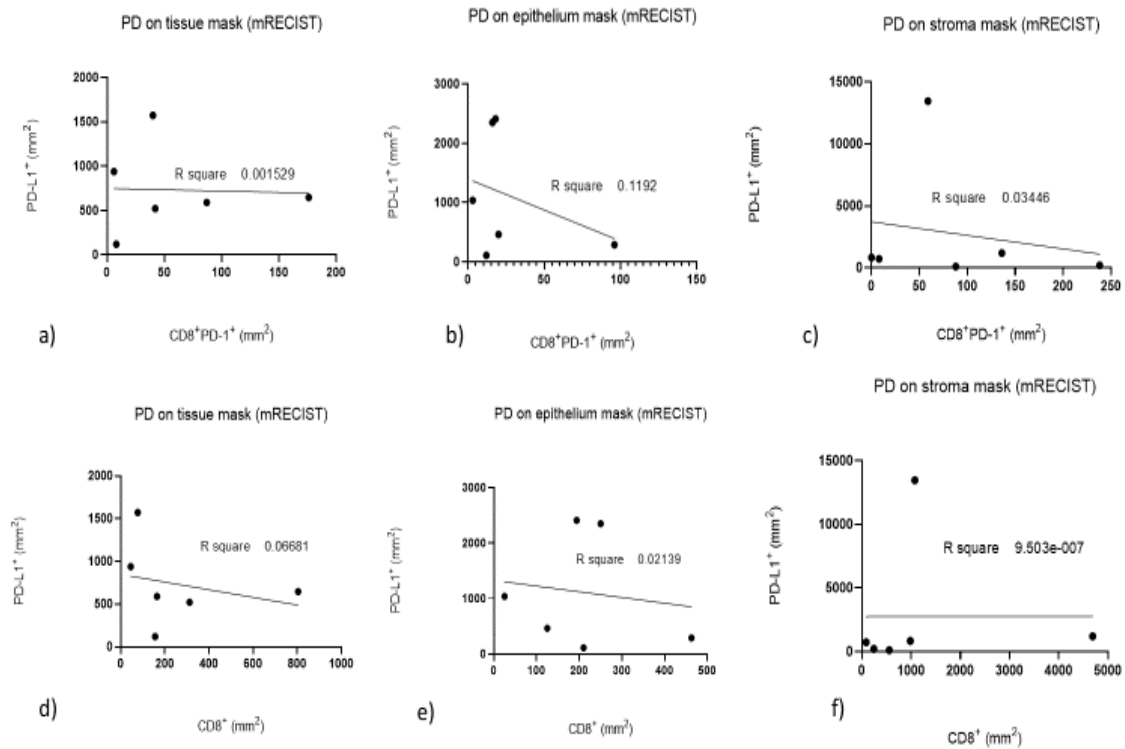 PD on tissue mask (mRECIST)
PD-L1⁺ (mm²)
2000
1500
1000
500
0
R square 0.001529
0 50 100 150 200
a)
CD8⁺PD-1⁺ (mm²)
PD on epithelium mask (mRECIST)
PD-L1⁺ (mm²)
3000
2000
1000
0
R square 0.1192
0 50 100 150
b)
CD8⁺PD-1⁺ (mm²)
PD on stroma mask (mRECIST)
PD-L1⁺ (mm²)
15000
10000
5000
0
R square 0.03446
0 50 100 150 200 250
c)
CD8⁺PD-1⁺ (mm²)
PD on tissue mask (mRECIST)
PD-L1⁺ (mm²)
2000
1500
1000
500
0
R square 0.06681
0 200 400 600 800 1000
d)
CD8⁺ (mm²)
PD on epithelium mask (mRECIST)
PD-L1⁺ (mm²)
3000
2000
1000
0
R square 0.02139
0 100 200 300 400 500
e)
CD8⁺ (mm²)
PD on stroma mask (mRECIST)
PD-L1⁺ (mm²)
15000
10000
5000
0
R square 9.503e-007
0 1000 2000 3000 4000 5000
f)
CD8⁺ (mm²)